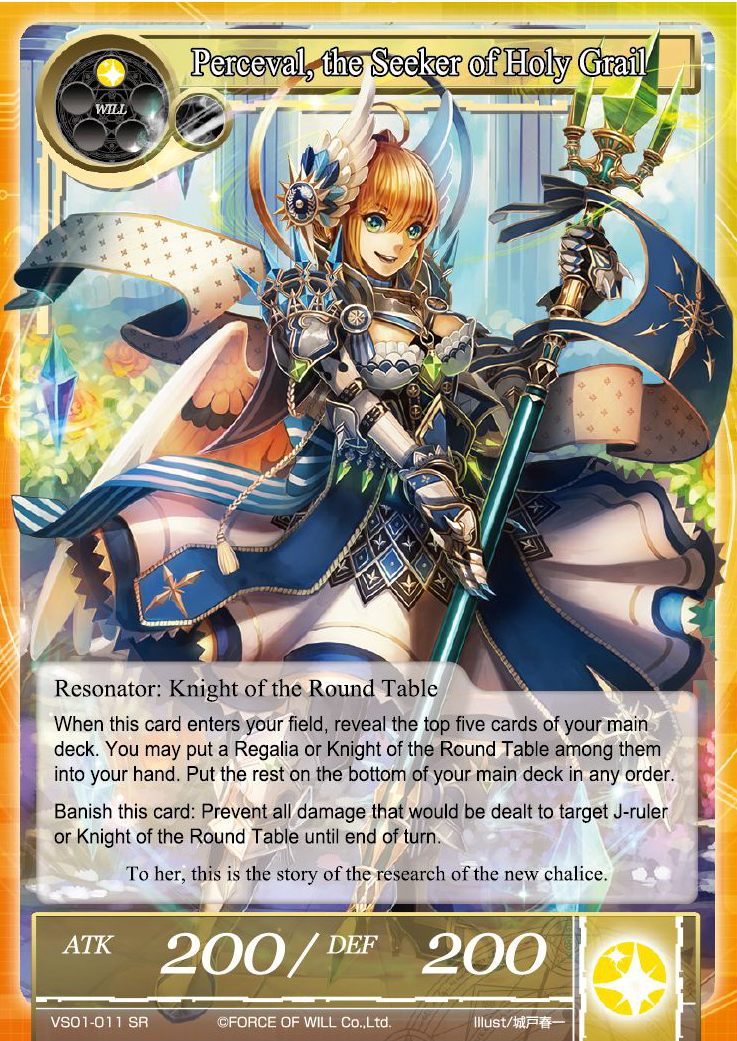 Perceval, the Seeker of Holy Grail
WILL
Resonator: Knight of the Round Table
When this card enters your field, reveal the top five cards of your main
deck. You may put a Regalia or Knight of the Round Table among them
into your hand. Put the rest on the bottom of your main deck in any order.
Banish this card: Prevent all damage that would be dealt to target J-ruler
or Knight of the Round Table until end of turn.
To her, this is the story of the research of the new chalice.
ATK 200 / DEF 200
VS01-011 SR ©FORCE OF WILL Co.,Ltd. Illust/城戸春一